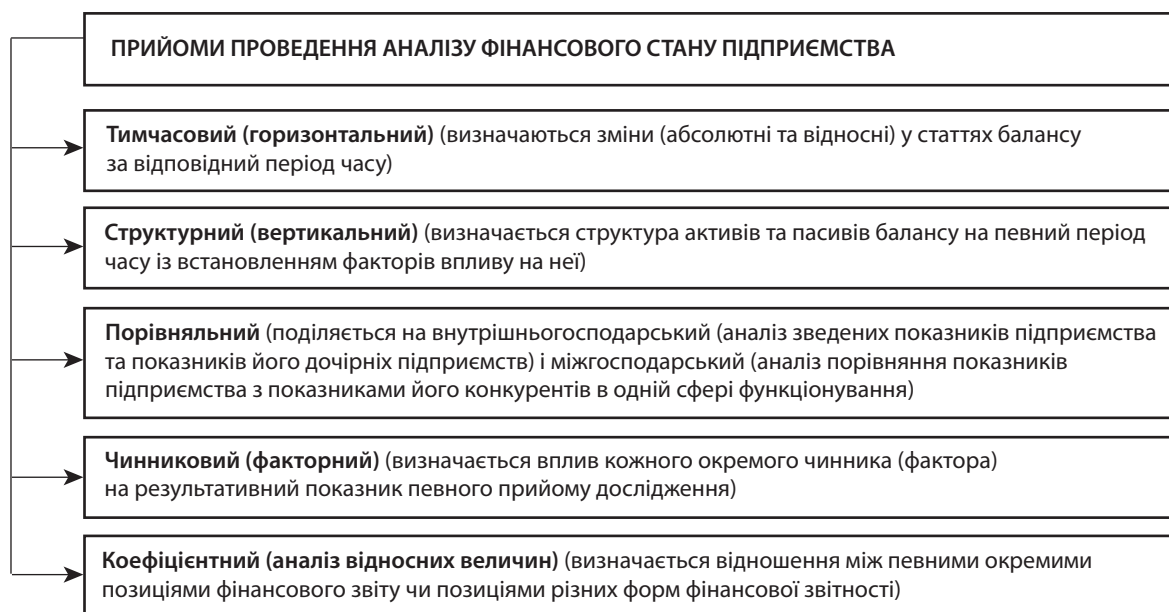 ПРИЙОМИ ПРОВЕДЕННЯ АНАЛІЗУ ФІНАНСОВОГО СТАНУ ПІДПРИЄМСТВА
Тимчасовий (горизонтальний) (визначаються зміни (абсолютні та відносні) у статтях балансу
за відповідний період часу)
Структурний (вертикальний) (визначається структура активів та пасивів балансу на певний період
часу із встановленням факторів впливу на неї)
Порівняльний (поділяється на внутрішньогосподарський (аналіз зведених показників підприємства
та показників його дочірніх підприємств) і міжгосподарський (аналіз порівняння показників
підприємства з показниками його конкурентів в одній сфері функціонування)
Чинниковий (факторний) (визначається вплив кожного окремого чинника (фактора)
на результативний показник певного прийому дослідження)
Коефіцієнтний (аналіз відносних величин) (визначається відношення між певними окремими
позиціями фінансового звіту чи позиціями різних форм фінансової звітності)